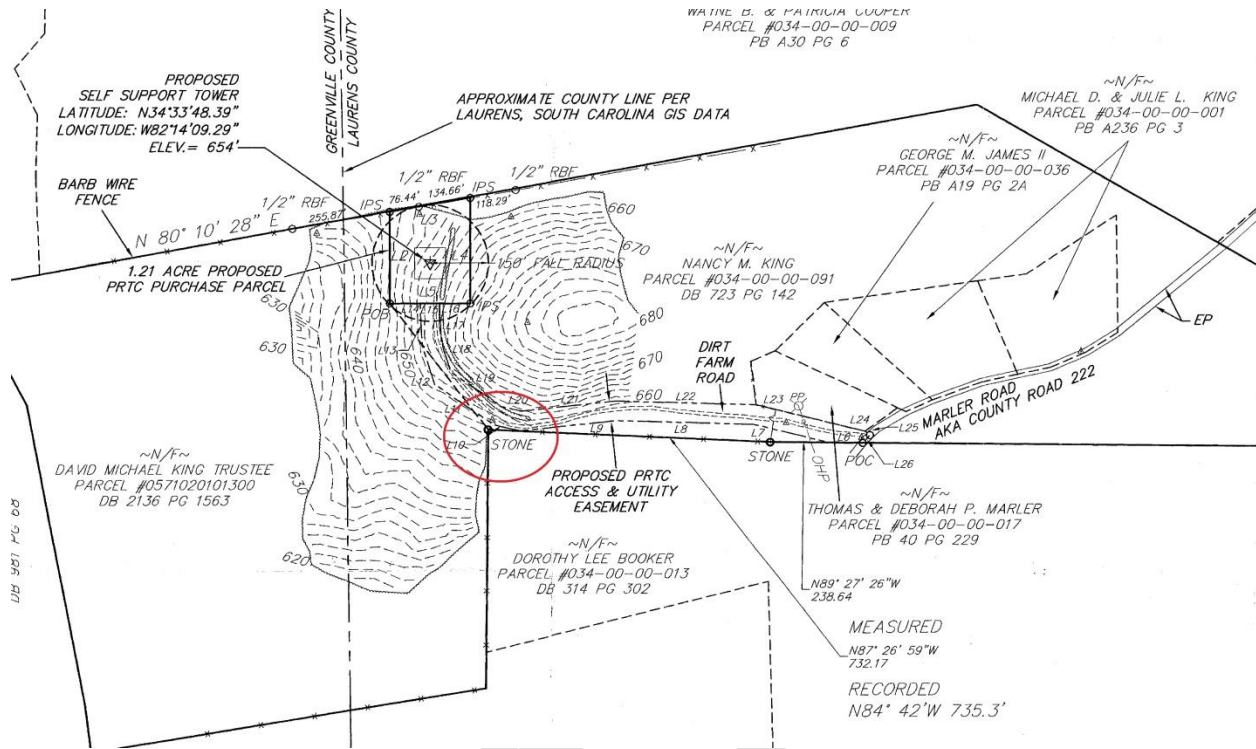 WAYNE B. & PATRICIA COOPER
PARCEL #034-00-00-009
PB A30 PG 6
GREENVILLE COUNTY
LAURENS COUNTY
PROPOSED
SELF SUPPORT TOWER
LATITUDE: N34°33'48.39"
LONGITUDE: W82°14'09.29"
ELEV.= 654'
APPROXIMATE COUNTY LINE PER
LAURENS, SOUTH CAROLINA GIS DATA
~N/F~
MICHAEL D. & JULIE L. KING
PARCEL #034-00-00-001
PB A236 PG 3
~N/F~
GEORGE M. JAMES II
PARCEL #034-00-00-036
PB A19 PG 2A
BARB WIRE
FENCE
1/2" RBF
255.87'
IPS
76.44'
1/2" RBF
134.66'
IPS
118.29'
1/2" RBF
N 80° 10' 28" E
L3
L2
L4
L5
150' FALL RADIUS
1.21 ACRE PROPOSED
PRTC PURCHASE PARCEL
POB
IPS
660
670
680
670
660
~N/F~
NANCY M. KING
PARCEL #034-00-00-091
DB 723 PG 142
630
630
640
650
L17
L13
L18
L12
L19
L20
L21
L22
L23
L24
L25
L26
L10
L9
L8
L7
L6
PP
OHP
EP
DIRT
FARM
ROAD
MARLER ROAD
AKA COUNTY ROAD 222
STONE
STONE
POC
PROPOSED PRTC
ACCESS & UTILITY
EASEMENT
~N/F~
DAVID MICHAEL KING TRUSTEE
PARCEL #0571020101300
DB 2136 PG 1563
630
620
~N/F~
THOMAS & DEBORAH P. MARLER
PARCEL #034-00-00-017
PB 40 PG 229
~N/F~
DOROTHY LEE BOOKER
PARCEL #034-00-00-013
DB 314 PG 302
N89° 27' 26"W
238.64
MEASURED
N87° 26' 59"W
732.17
RECORDED
N84° 42'W 735.3'